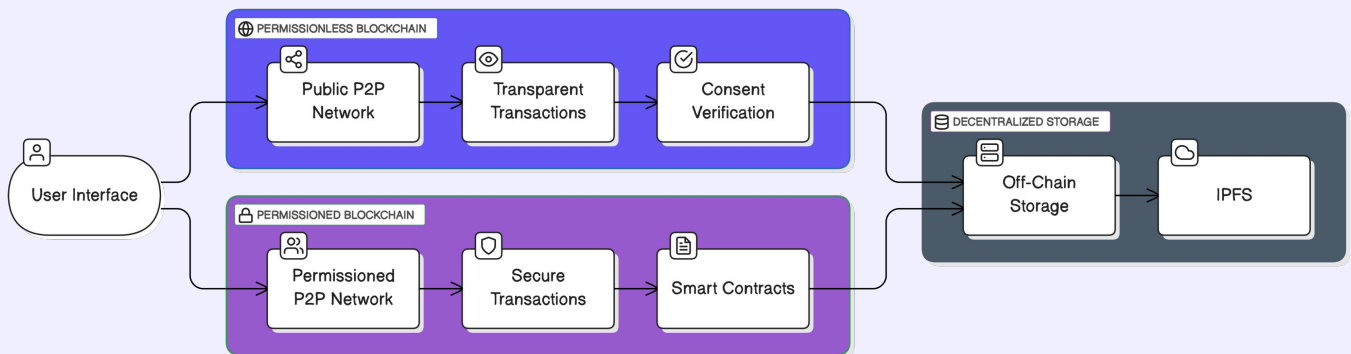 PERMISSIONLESS BLOCKCHAIN
Public P2P
Network
Transparent
Transactions
Consent
Verification
User Interface
PERMISSIONED BLOCKCHAIN
Permissioned
P2P Network
Secure
Transactions
Smart Contracts
DECENTRALIZED STORAGE
Off-Chain
Storage
IPFS